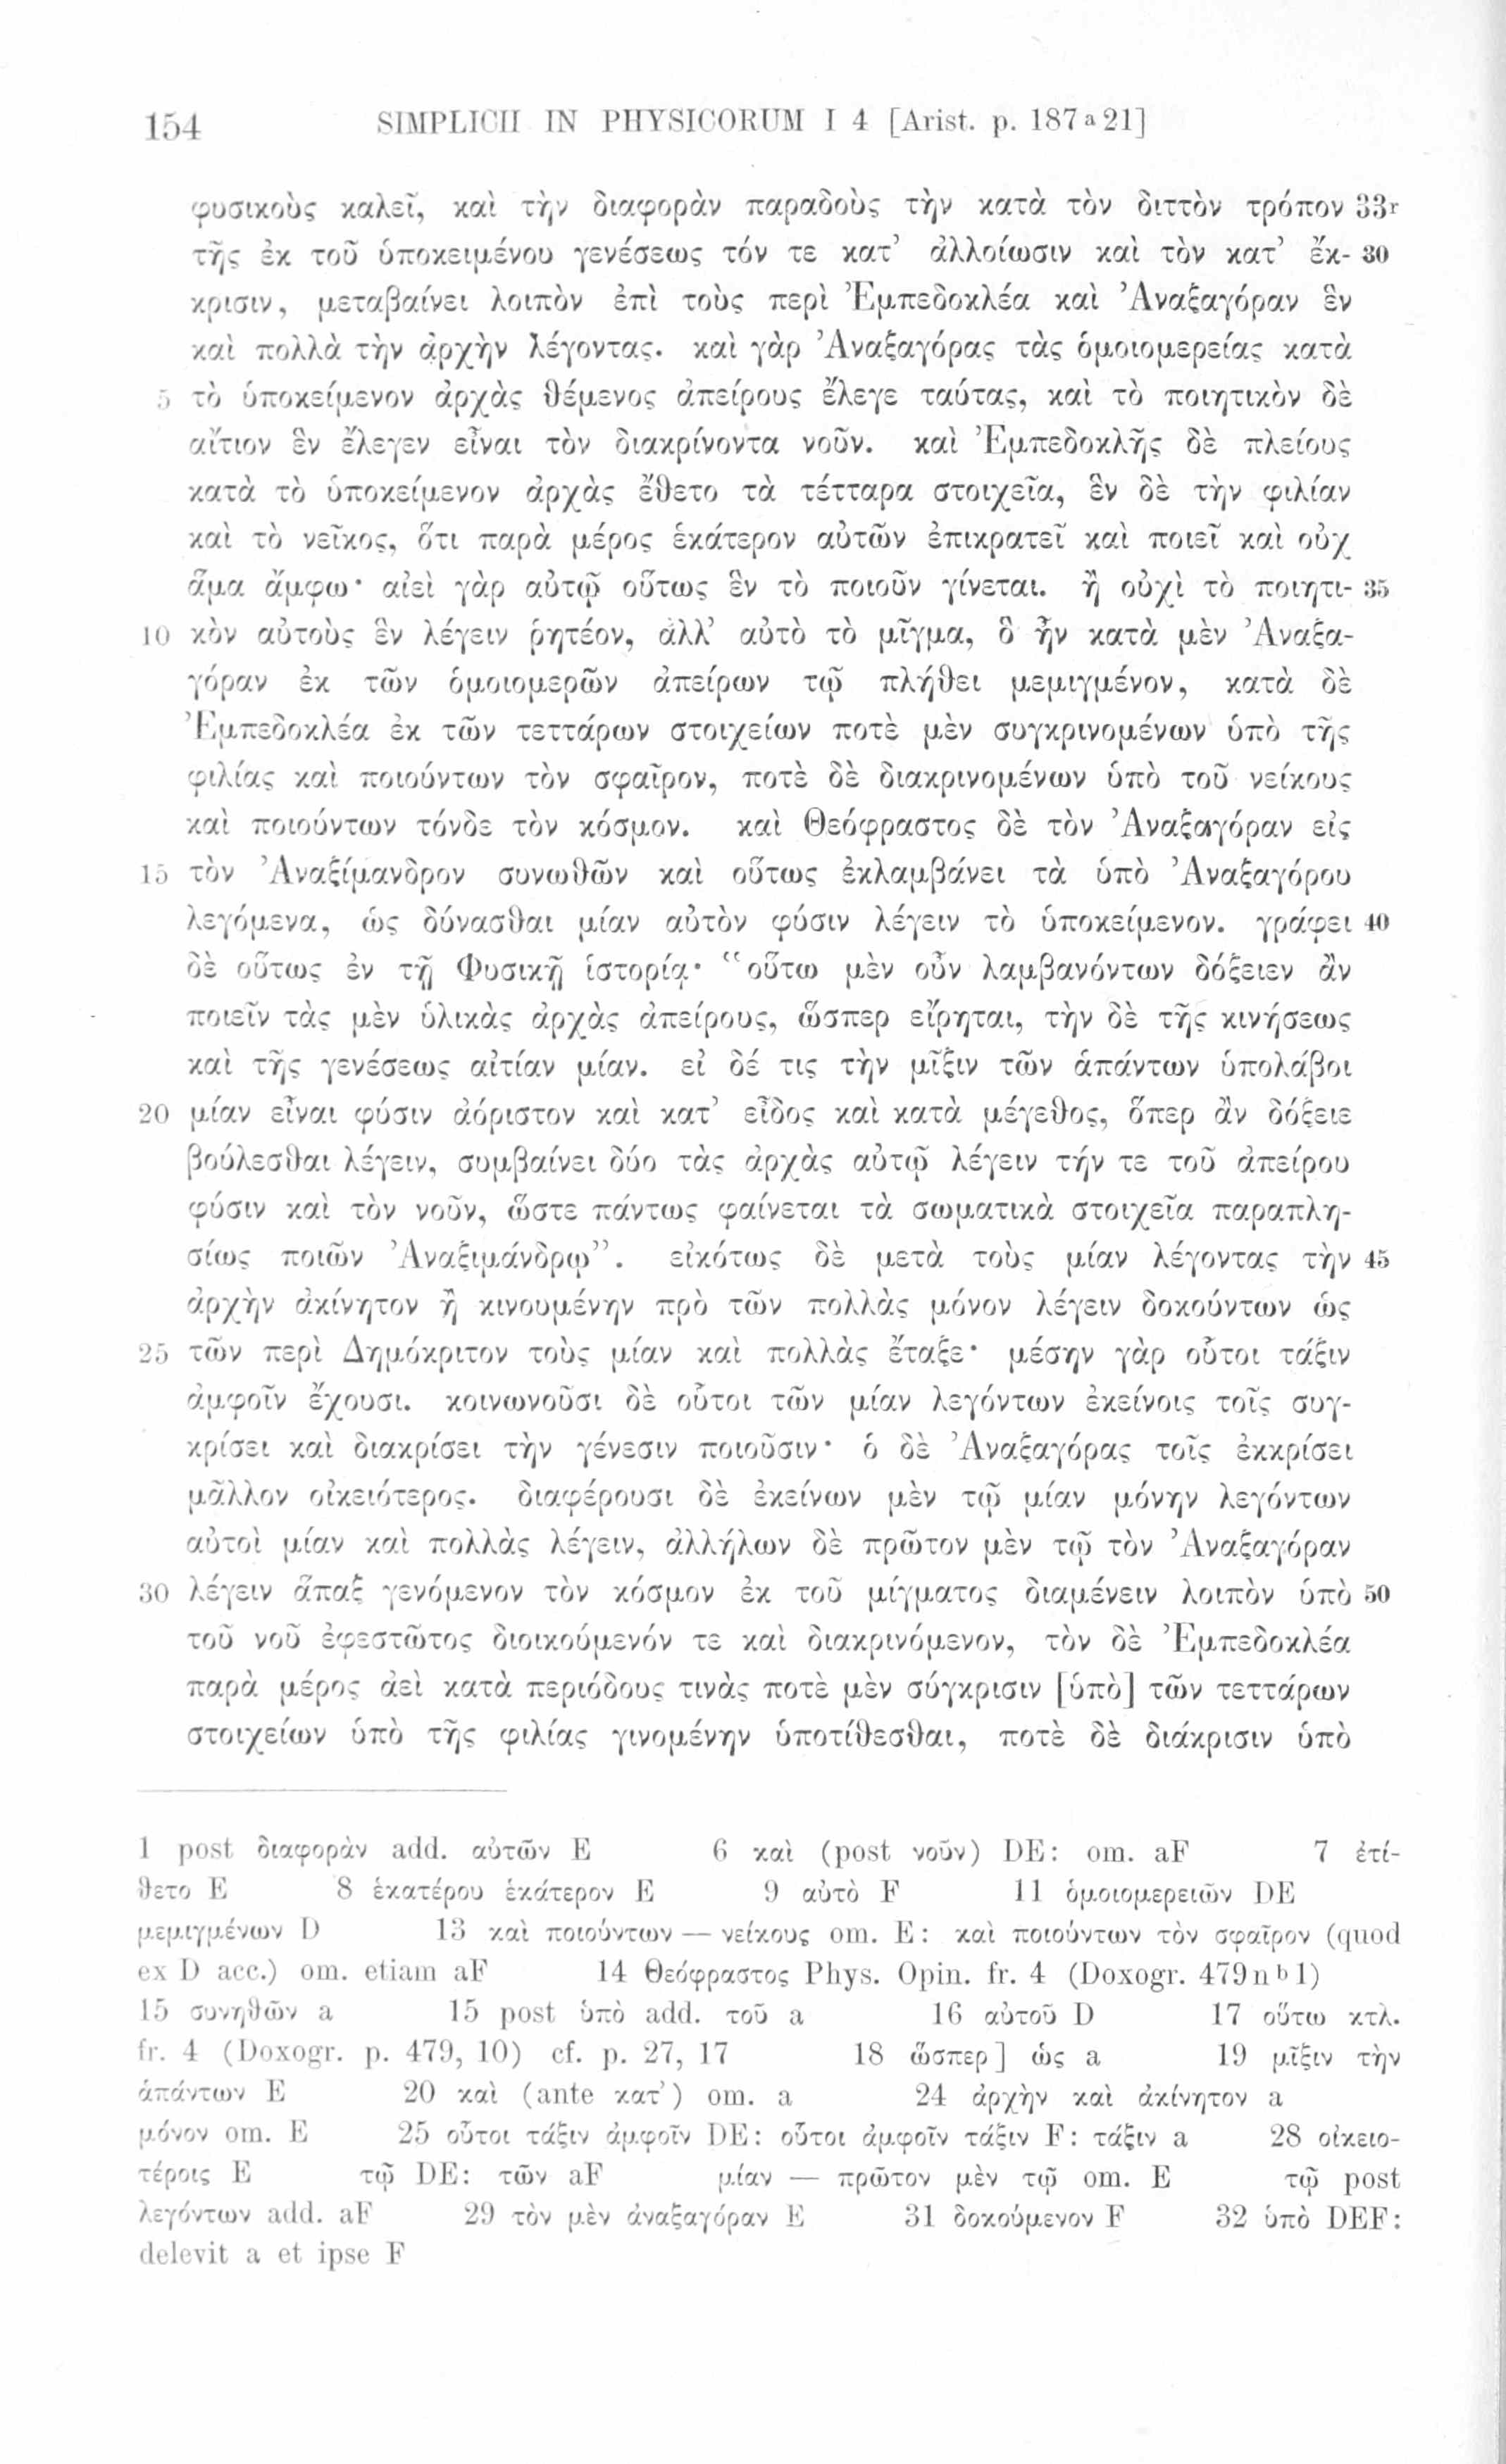 154 SIMPLICII IN PHYSICORUM I 4 [Arist. p. 187 a 21]
φυσικοὺς καλεῖ, καὶ τὴν διαφορὰν παραδοὺς τὴν κατὰ τὸν διττὸν τρόπον 33r
τῆς ἐκ τοῦ ὑποκειμένου γενέσεως τόν τε κατ’ ἀλλοίωσιν καὶ τὸν κατ’ ἔκ- 30
κρισιν, μεταβαίνει λοιπὸν ἐπὶ τοὺς περὶ Ἐμπεδοκλέα καὶ Ἀναξαγόραν ἓν
καὶ πολλὰ τὴν ἀρχὴν λέγοντας. καὶ γὰρ Ἀναξαγόρας τὰς ὁμοιομερείας κατὰ
5 τὸ ὑποκείμενον ἀρχὰς θέμενος ἀπείρους ἔλεγε ταύτας, καὶ τὸ ποιητικὸν δὲ
αἴτιον ἓν ἔλεγεν εἶναι τὸν διακρίνοντα νοῦν. καὶ Ἐμπεδοκλῆς δὲ πλείους
κατὰ τὸ ὑποκείμενον ἀρχὰς ἔθετο τὰ τέτταρα στοιχεῖα, ἓν δὲ τὴν φιλίαν
καὶ τὸ νεῖκος, ὅτι παρὰ μέρος ἑκάτερον αὐτῶν ἐπικρατεῖ καὶ ποιεῖ καὶ οὐχ
ἅμα ἄμφω· αἰεὶ γὰρ αὐτῷ οὕτως ἓν τὸ ποιοῦν γίνεται. ἢ οὐχὶ τὸ ποιητι- 35
10 κὸν αὐτοὺς ἓν λέγειν ῥητέον, ἀλλ’ αὐτὸ τὸ μῖγμα, ὃ ἦν κατὰ μὲν Ἀναξα-
γόραν ἐκ τῶν ὁμοιομερῶν ἀπείρων τῷ πλήθει μεμιγμένον, κατὰ δὲ
Ἐμπεδοκλέα ἐκ τῶν τεττάρων στοιχείων ποτὲ μὲν συγκρινομένων ὑπὸ τῆς
φιλίας καὶ ποιούντων τὸν σφαῖρον, ποτὲ δὲ διακρινομένων ὑπὸ τοῦ νείκους
καὶ ποιούντων τόνδε τὸν κόσμον. καὶ Θεόφραστος δὲ τὸν Ἀναξαγόραν εἰς
15 τὸν Ἀναξίμανδρον συνωθῶν καὶ οὕτως ἐκλαμβάνει τὰ ὑπὸ Ἀναξαγόρου
λεγόμενα, ὡς δύνασθαι μίαν αὐτὸν φύσιν λέγειν τὸ ὑποκείμενον. γράφει 40
δὲ οὕτως ἐν τῇ Φυσικῇ ἱστορίᾳ· “οὕτω μὲν οὖν λαμβανόντων δόξειεν ἂν
ποιεῖν τὰς μὲν ὑλικὰς ἀρχὰς ἀπείρους, ὥσπερ εἴρηται, τὴν δὲ τῆς κινήσεως
καὶ τῆς γενέσεως αἰτίαν μίαν. εἰ δέ τις τὴν μῖξιν τῶν ἁπάντων ὑπολάβοι
20 μίαν εἶναι φύσιν ἀόριστον καὶ κατ’ εἶδος καὶ κατὰ μέγεθος, ὅπερ ἂν δόξειε
βούλεσθαι λέγειν, συμβαίνει δύο τὰς ἀρχὰς αὐτῷ λέγειν τήν τε τοῦ ἀπείρου
φύσιν καὶ τὸν νοῦν, ὥστε πάντως φαίνεται τὰ σωματικὰ στοιχεῖα παραπλη-
σίως ποιῶν Ἀναξιμάνδρῳ”. εἰκότως δὲ μετὰ τοὺς μίαν λέγοντας τὴν 45
ἀρχὴν ἀκίνητον ἢ κινουμένην πρὸ τῶν πολλὰς μόνον λέγειν δοκούντων ὡς
25 τῶν περὶ Δημόκριτον τοὺς μίαν καὶ πολλὰς ἔταξε· μέσην γὰρ οὗτοι τάξιν
ἀμφοῖν ἔχουσι. κοινωνοῦσι δὲ οὗτοι τῶν μίαν λεγόντων ἐκείνοις τοῖς συγ-
κρίσει καὶ διακρίσει τὴν γένεσιν ποιοῦσιν· ὁ δὲ Ἀναξαγόρας τοῖς ἐκκρίσει
μᾶλλον οἰκειότερος. διαφέρουσι δὲ ἐκείνων μὲν τῷ μίαν μόνην λεγόντων
αὐτοὶ μίαν καὶ πολλὰς λέγειν, ἀλλήλων δὲ πρῶτον μὲν τῷ τὸν Ἀναξαγόραν
30 λέγειν ἅπαξ γενόμενον τὸν κόσμον ἐκ τοῦ μίγματος διαμένειν λοιπὸν ὑπὸ 50
τοῦ νοῦ ἐφεστῶτος διοικούμενόν τε καὶ διακρινόμενον, τὸν δὲ Ἐμπεδοκλέα
παρὰ μέρος ἀεὶ κατὰ περιόδους τινὰς ποτὲ μὲν σύγκρισιν [ὑπὸ] τῶν τεττάρων
στοιχείων ὑπὸ τῆς φιλίας γινομένην ὑποτίθεσθαι, ποτὲ δὲ διάκρισιν ὑπὸ
1 post διαφορὰν add. αὐτῶν E 6 καὶ (post νοῦν) DE: om. aF 7 ἐτί-
θετο E 8 ἑκατέρου ἑκάτερον E 9 αὐτὸ F 11 ὁμοιομερειῶν DE
μεμιγμένων D 13 καὶ ποιούντων — νείκους om. E: καὶ ποιούντων τὸν σφαῖρον (quod
ex D acc.) om. etiam aF 14 Θεόφραστος Phys. Opin. fr. 4 (Doxogr. 479 n b 1)
15 συνηθῶν a 15 post ὑπὸ add. τοῦ a 16 αὐτοῦ D 17 οὕτω κτλ.
fr. 4 (Doxogr. p. 479, 10) cf. p. 27, 17 18 ὥσπερ] ὡς a 19 μῖξιν τὴν
ἁπάντων E 20 καὶ (ante κατ’) om. a 24 ἀρχὴν καὶ ἀκίνητον a
μόνον om. E 25 οὗτοι τάξιν ἀμφοῖν DE: οὗτοι ἀμφοῖν τάξιν F: τάξιν a 28 οἰκειο-
τέροις E τῷ DE: τῶν aF μίαν — πρῶτον μὲν τῷ om. E τῷ post
λεγόντων add. aF 29 τὸν μὲν ἀναξαγόραν E 31 δοκούμενον F 32 ὑπὸ DEF:
delevit a et ipse F